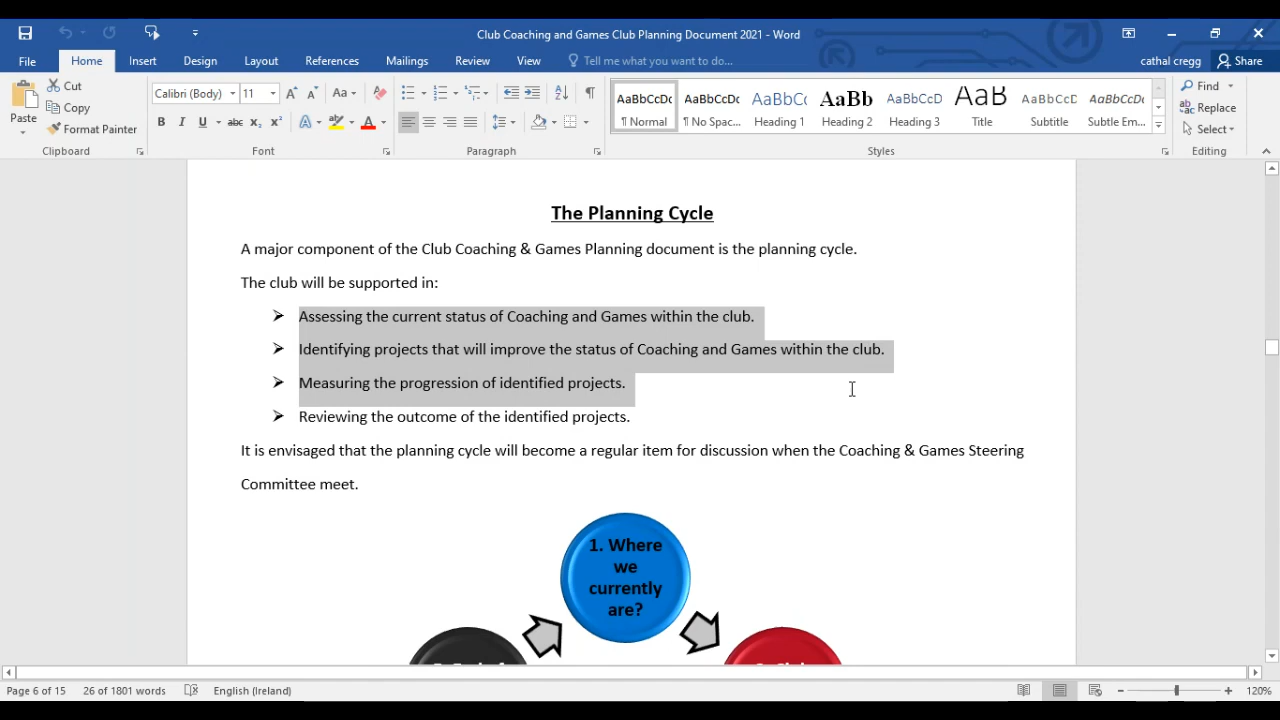 Club Coaching and Games Club Planning Document 2021 - Word
File Home Insert Design Layout References Mailings Review View Tell me what you want to do... cathal cregg Share
Paste Cut Copy Format Painter
Calibri (Body) 11 Aa
B I U abc X₂ X² A A
AaBbCcDc AaBbCcDc AaBbCc AaBb AaBbCcD AaB AaBbCcD AaBbCcDc
¶ Normal ¶ No Spac... Heading 1 Heading 2 Heading 3 Title Subtitle Subtle Em...
Find
Replace
Select
Clipboard Font Paragraph Styles Editing
The Planning Cycle
A major component of the Club Coaching & Games Planning document is the planning cycle.
The club will be supported in:
➢ Assessing the current status of Coaching and Games within the club.
➢ Identifying projects that will improve the status of Coaching and Games within the club.
➢ Measuring the progression of identified projects.
➢ Reviewing the outcome of the identified projects.
It is envisaged that the planning cycle will become a regular item for discussion when the Coaching & Games Steering
Committee meet.
1. Where
we
currently
are?
Page 6 of 15 26 of 1801 words English (Ireland) 120%